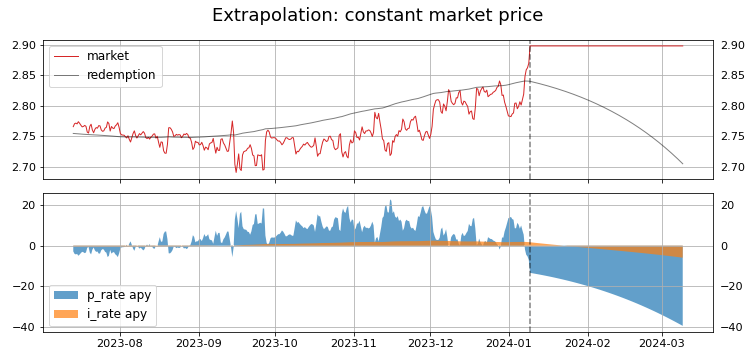 Extrapolation: constant market price
2.90 2.90
market
redemption
2.85 2.85
2.80 2.80
2.75 2.75
2.70 2.70
20 20
0 0
−20 −20
p_rate apy
i_rate apy
−40 −40
2023-08 2023-09 2023-10 2023-11 2023-12 2024-01 2024-02 2024-03